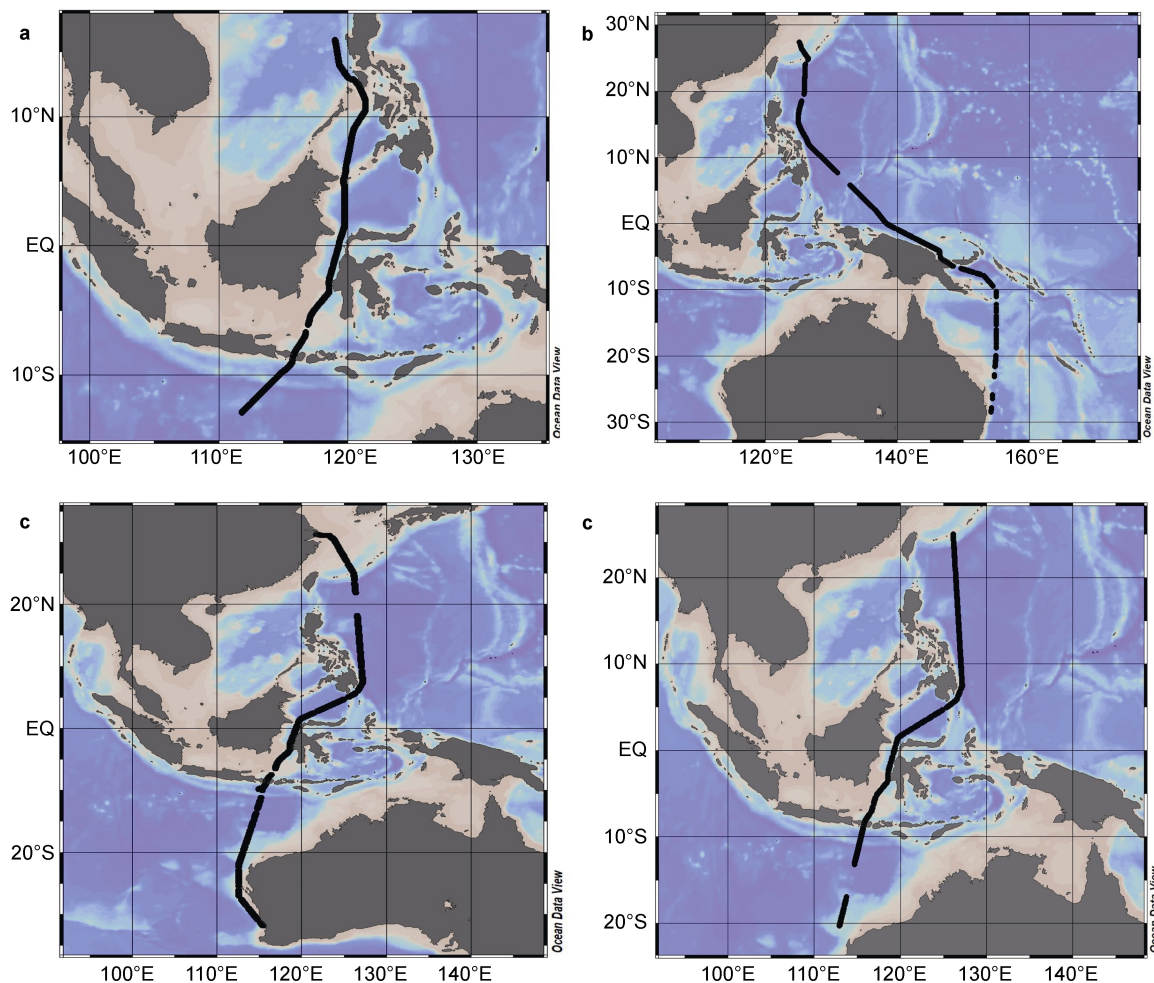 a
10°N
EQ
10°S
100°E 110°E 120°E 130°E
Ocean Data View
b
30°N
20°N
10°N
EQ
10°S
20°S
30°S
120°E 140°E 160°E
Ocean Data View
c
20°N
EQ
20°S
100°E 110°E 120°E 130°E 140°E
Ocean Data View
c
20°N
10°N
EQ
10°S
20°S
100°E 110°E 120°E 130°E 140°E
Ocean Data View